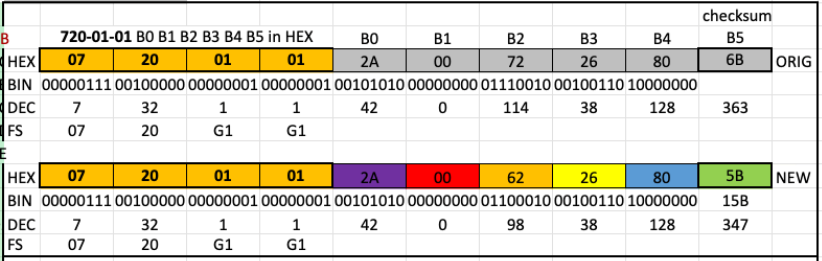 checksum
B 720-01-01 B0 B1 B2 B3 B4 B5 in HEX B0 B1 B2 B3 B4 B5
HEX 07 20 01 01 2A 00 72 26 80 6B ORIG
BIN 00000111 00100000 00000001 00000001 00101010 00000000 01110010 00100110 10000000
DEC 7 32 1 1 42 0 114 38 128 363
FS 07 20 G1 G1
E
HEX 07 20 01 01 2A 00 62 26 80 5B NEW
BIN 00000111 00100000 00000001 00000001 00101010 00000000 01100010 00100110 10000000 15B
DEC 7 32 1 1 42 0 98 38 128 347
FS 07 20 G1 G1